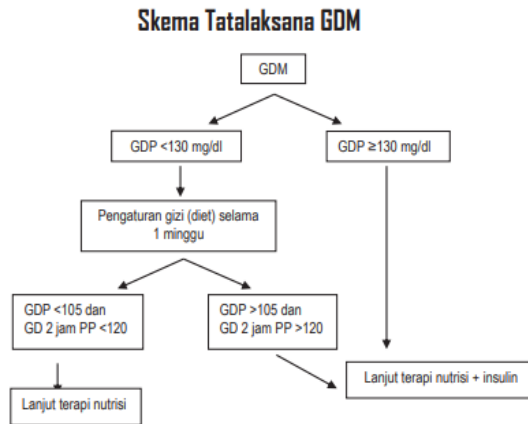 Skema Tatalaksana GDM
GDM
GDP <130 mg/dl
GDP ≥130 mg/dl
Pengaturan gizi (diet) selama
1 minggu
GDP <105 dan
GD 2 jam PP <120
GDP >105 dan
GD 2 jam PP >120
Lanjut terapi nutrisi
Lanjut terapi nutrisi + insulin